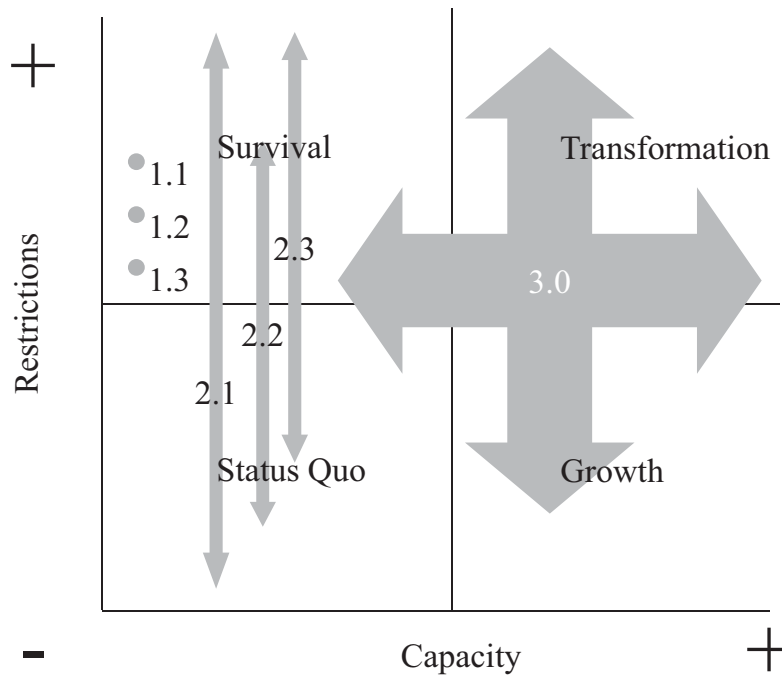 +
Survival
Transformation
1.1
1.2
2.3
1.3
3.0
2.2
2.1
Restrictions
Status Quo
Growth
-
Capacity
+